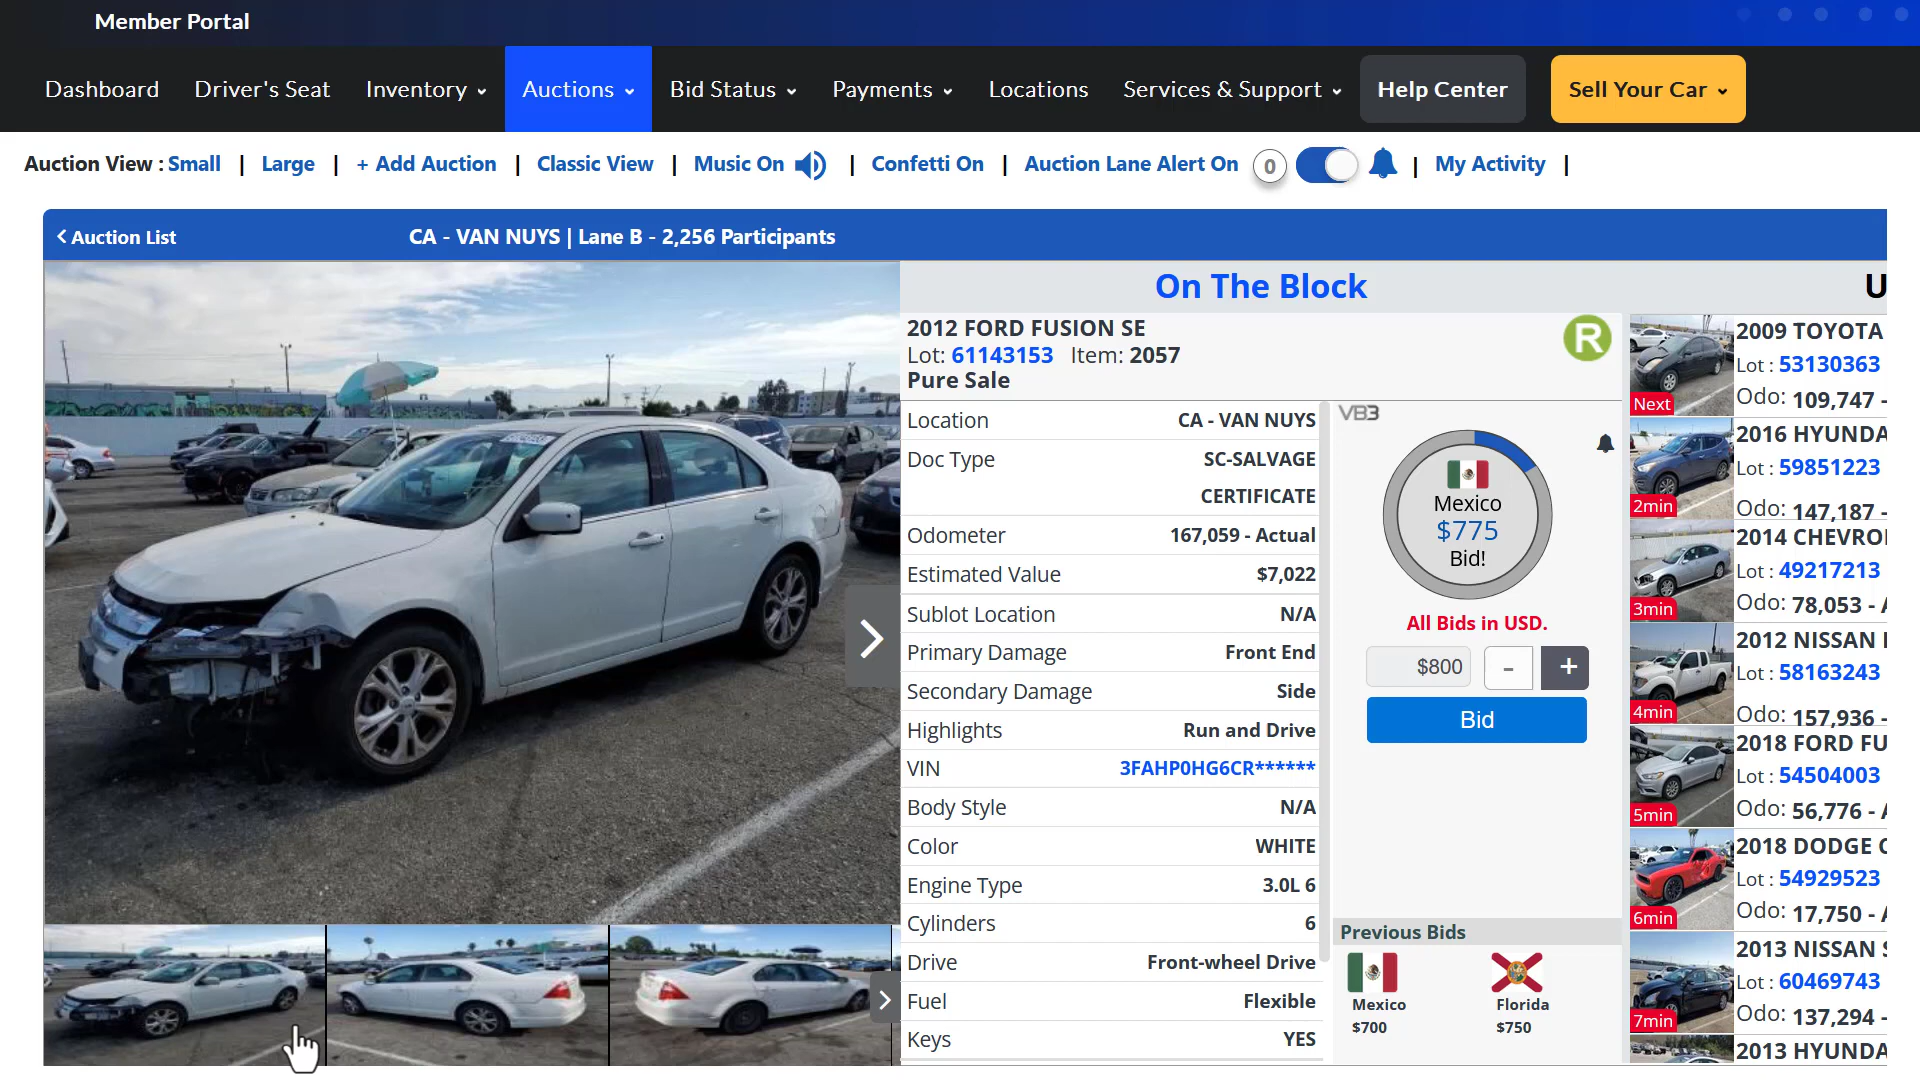 Member Portal
Dashboard
Driver's Seat
Inventory
Auctions
Bid Status
Payments
Locations
Services & Support
Help Center
Sell Your Car
Auction View : Small | Large | + Add Auction | Classic View | Music On | Confetti On | Auction Lane Alert On 0 | My Activity |
< Auction List
CA - VAN NUYS | Lane B - 2,256 Participants
On The Block
U
2012 FORD FUSION SE
Lot: 61143153 Item: 2057
Pure Sale
R
Location CA - VAN NUYS
Doc Type SC-SALVAGE
CERTIFICATE
Odometer 167,059 - Actual
Estimated Value $7,022
Sublot Location N/A
Primary Damage Front End
Secondary Damage Side
Highlights Run and Drive
VIN 3FAHP0HG6CR******
Body Style N/A
Color WHITE
Engine Type 3.0L 6
Cylinders 6
Drive Front-wheel Drive
Fuel Flexible
Keys YES
VB3
Mexico
$775
Bid!
All Bids in USD.
$800
-
+
Bid
Previous Bids
Mexico
$700
Florida
$750
2009 TOYOTA
Lot : 53130363
Odo: 109,747 -
Next
2016 HYUNDA
Lot : 59851223
Odo: 147,187 -
2min
2014 CHEVROL
Lot : 49217213
Odo: 78,053 - A
3min
2012 NISSAN
Lot : 58163243
Odo: 157,936 -
4min
2018 FORD FU
Lot : 54504003
Odo: 56,776 - A
5min
2018 DODGE C
Lot : 54929523
Odo: 17,750 - A
6min
2013 NISSAN S
Lot : 60469743
Odo: 137,294 -
7min
2013 HYUNDA